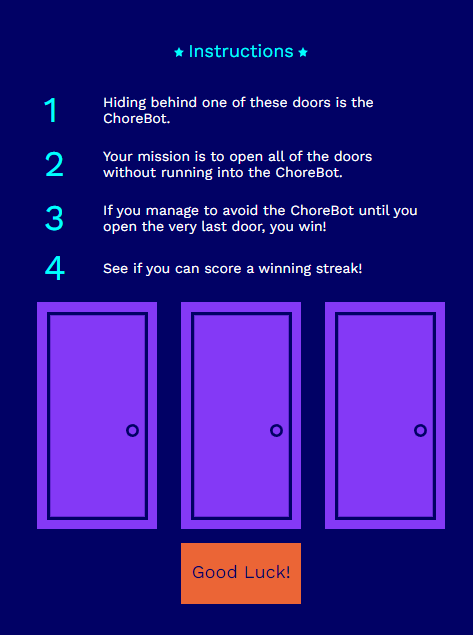 Instructions
1
Hiding behind one of these doors is the
ChoreBot.
2
Your mission is to open all of the doors
without running into the ChoreBot.
3
If you manage to avoid the ChoreBot until you
open the very last door, you win!
4
See if you can score a winning streak!
Good Luck!